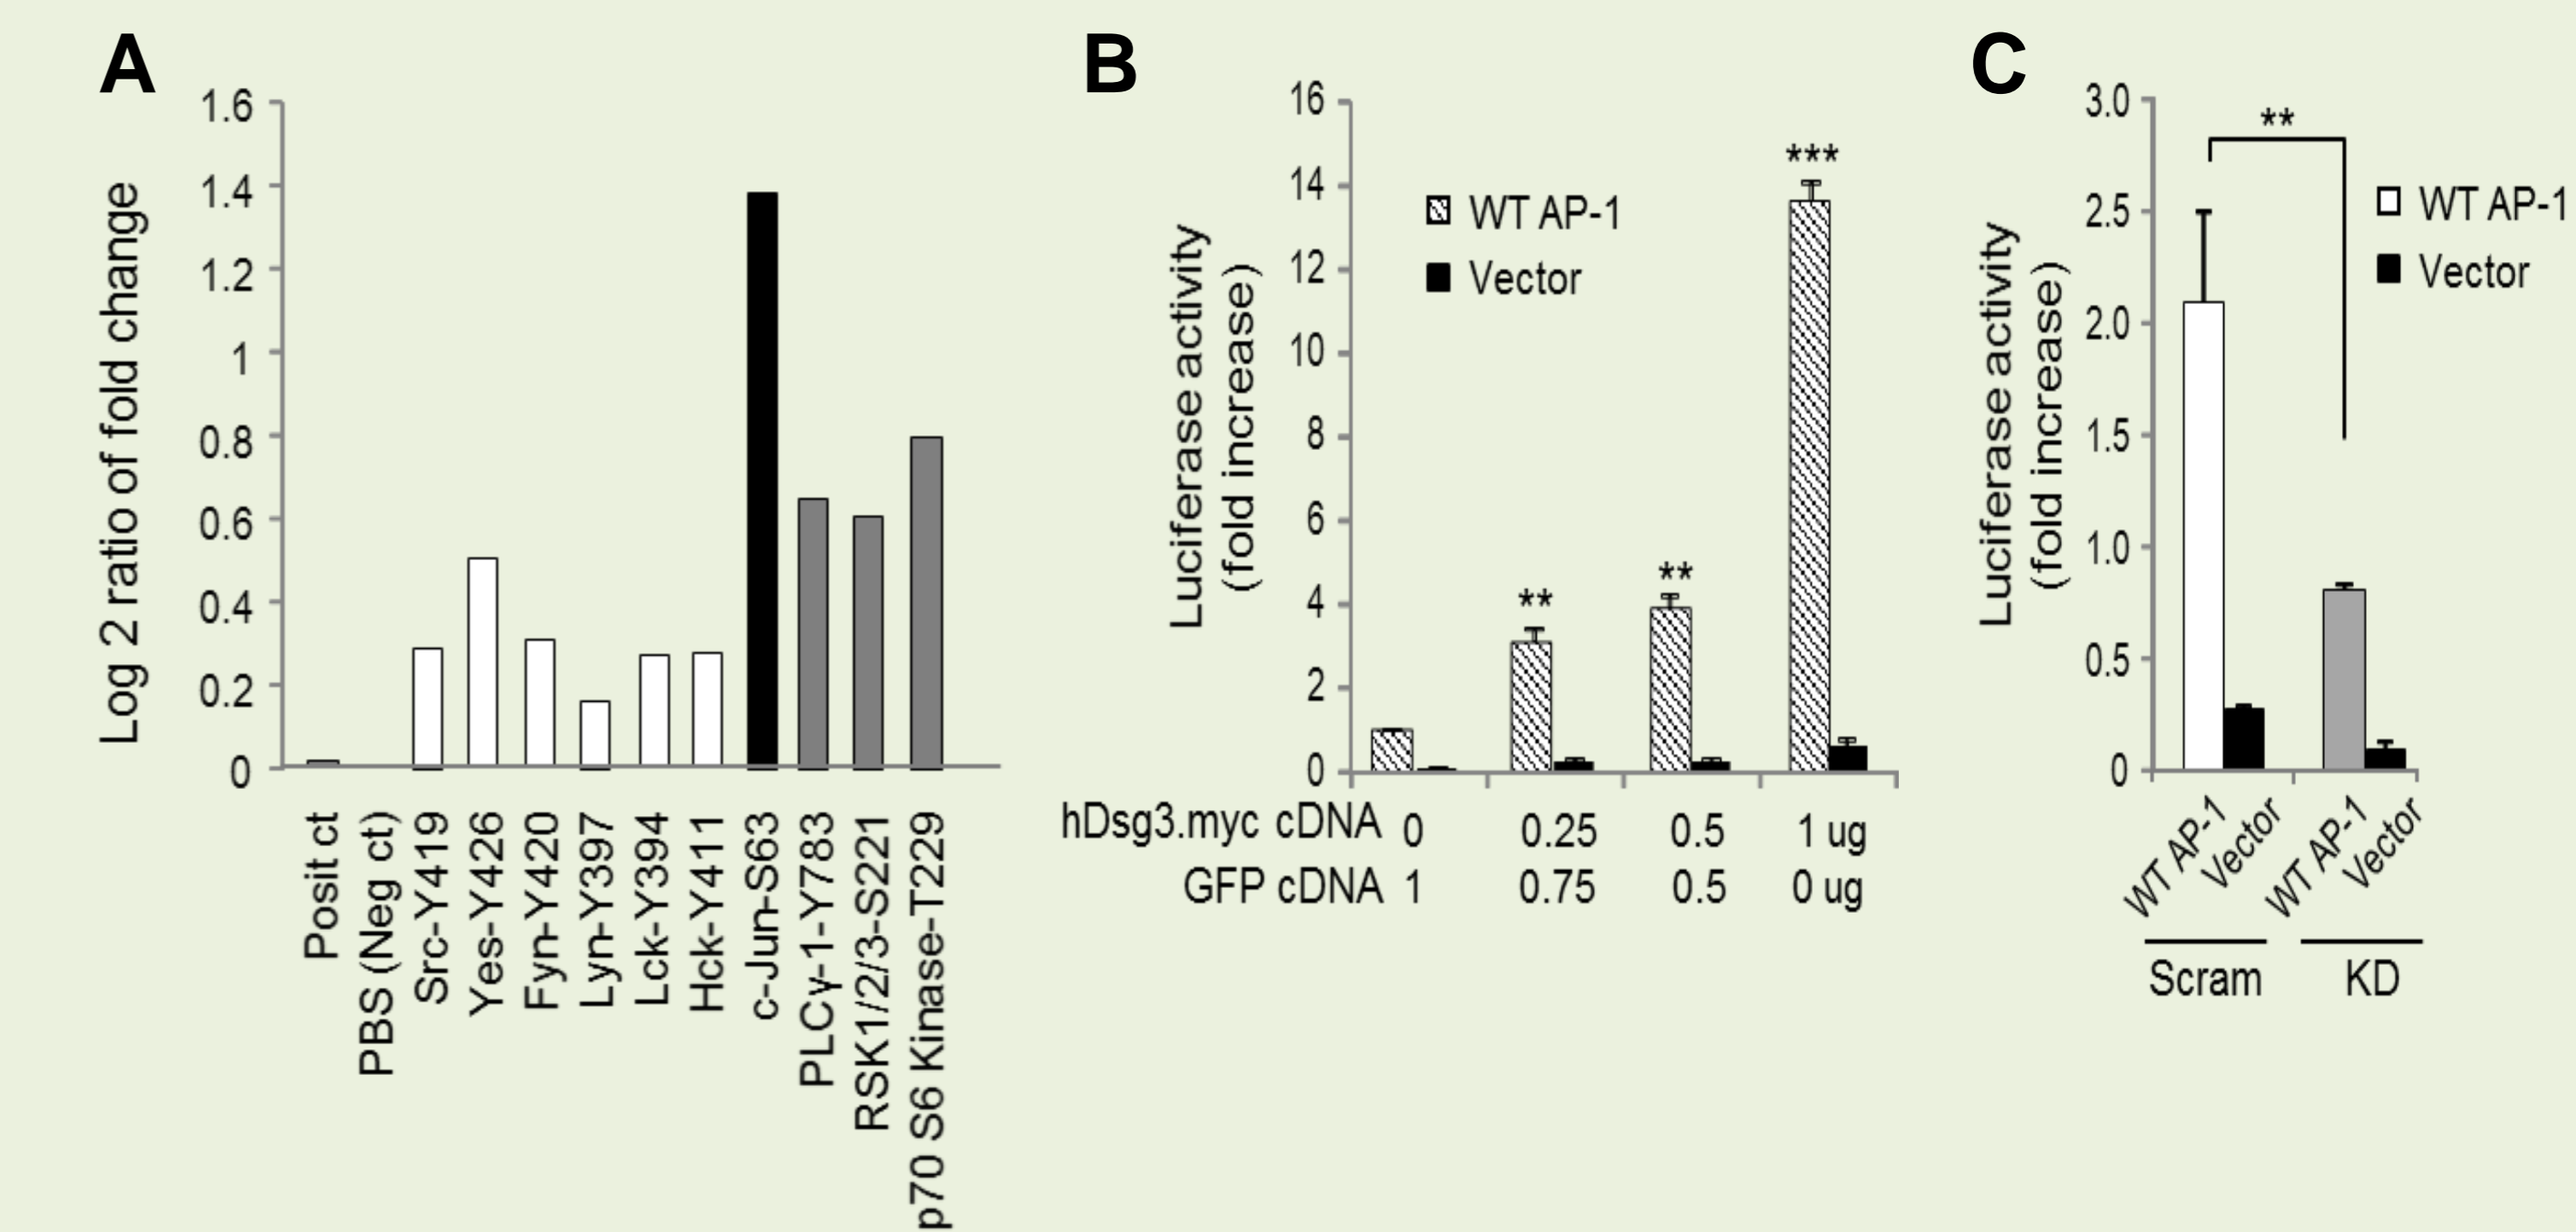 A
Log 2 ratio of fold change
1.6
1.4
1.2
1
0.8
0.6
0.4
0.2
0
Posit ct
PBS (Neg ct)
Src-Y419
Yes-Y426
Fyn-Y420
Lyn-Y397
Lck-Y394
Hck-Y411
c-Jun-S63
PLCγ-1-Y783
RSK1/2/3-S221
p70 S6 Kinase-T229
B
Luciferase activity
(fold increase)
16
14
12
10
8
6
4
2
0
WT AP-1
Vector
**
**
***
hDsg3.myc cDNA 0 0.25 0.5 1 ug
GFP cDNA 1 0.75 0.5 0 ug
C
Luciferase activity
(fold increase)
3.0
2.5
2.0
1.5
1.0
0.5
0
**
WT AP-1
Vector
WT AP-1
Vector
WT AP-1
Vector
Scram
KD